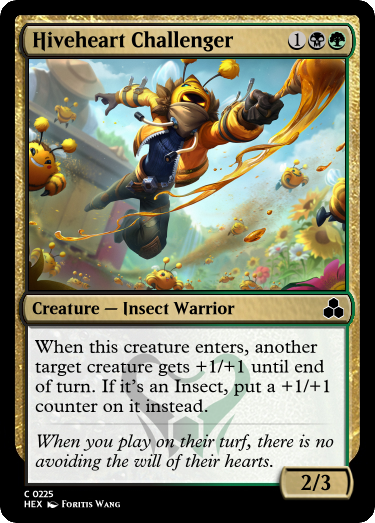 Hiveheart Challenger 1
Creature — Insect Warrior
When this creature enters, another
target creature gets +1/+1 until end
of turn. If it's an Insect, put a +1/+1
counter on it instead.
When you play on their turf, there is no
avoiding the will of their hearts.
2/3
C 0225
HEX Foritis Wang